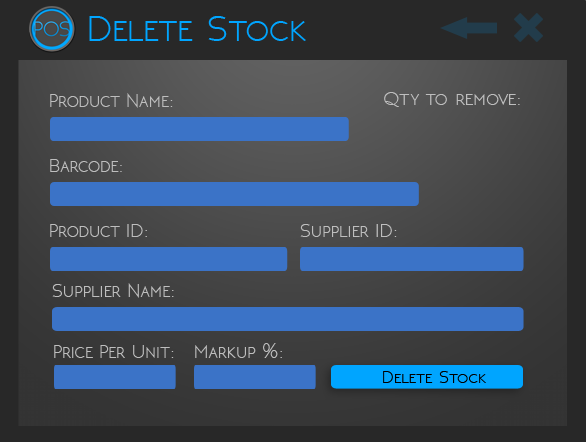 POS Delete Stock
Product Name: Qty to remove:
Barcode:
Product ID: Supplier ID:
Supplier Name:
Price Per Unit: Markup %: Delete Stock